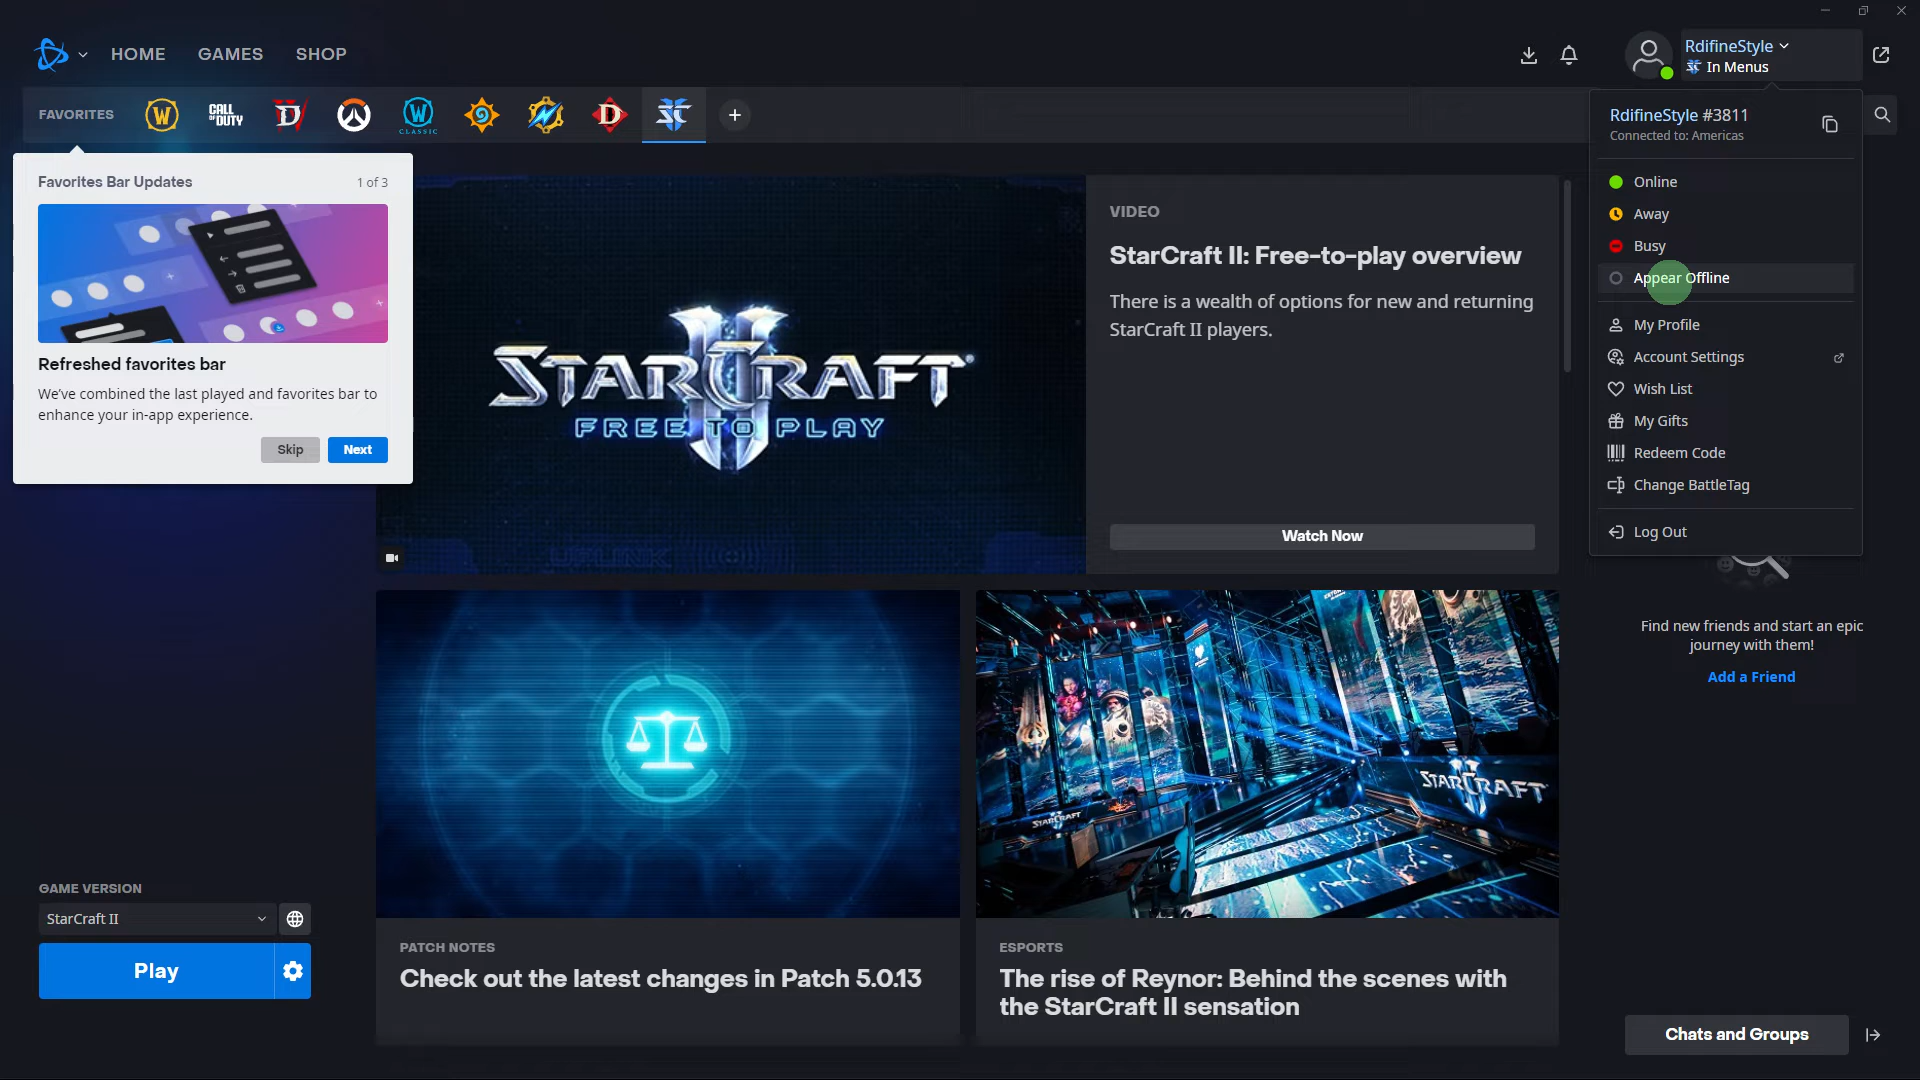 HOME
GAMES
SHOP
RdifineStyle
In Menus
FAVORITES
CALL OF DUTY
CLASSIC
RdifineStyle #3811
Connected to: Americas
Online
Away
Busy
Appear Offline
My Profile
Account Settings
Wish List
My Gifts
Redeem Code
Change BattleTag
Log Out
Favorites Bar Updates
1 of 3
Refreshed favorites bar
We've combined the last played and favorites bar to
enhance your in-app experience.
Skip
Next
STARCRAFT II
FREE TO PLAY
VIDEO
StarCraft II: Free-to-play overview
There is a wealth of options for new and returning
StarCraft II players.
Watch Now
Find new friends and start an epic
journey with them!
Add a Friend
STARCRAFT
STARCRAFT
GAME VERSION
StarCraft II
Play
PATCH NOTES
Check out the latest changes in Patch 5.0.13
ESPORTS
The rise of Reynor: Behind the scenes with
the StarCraft II sensation
Chats and Groups